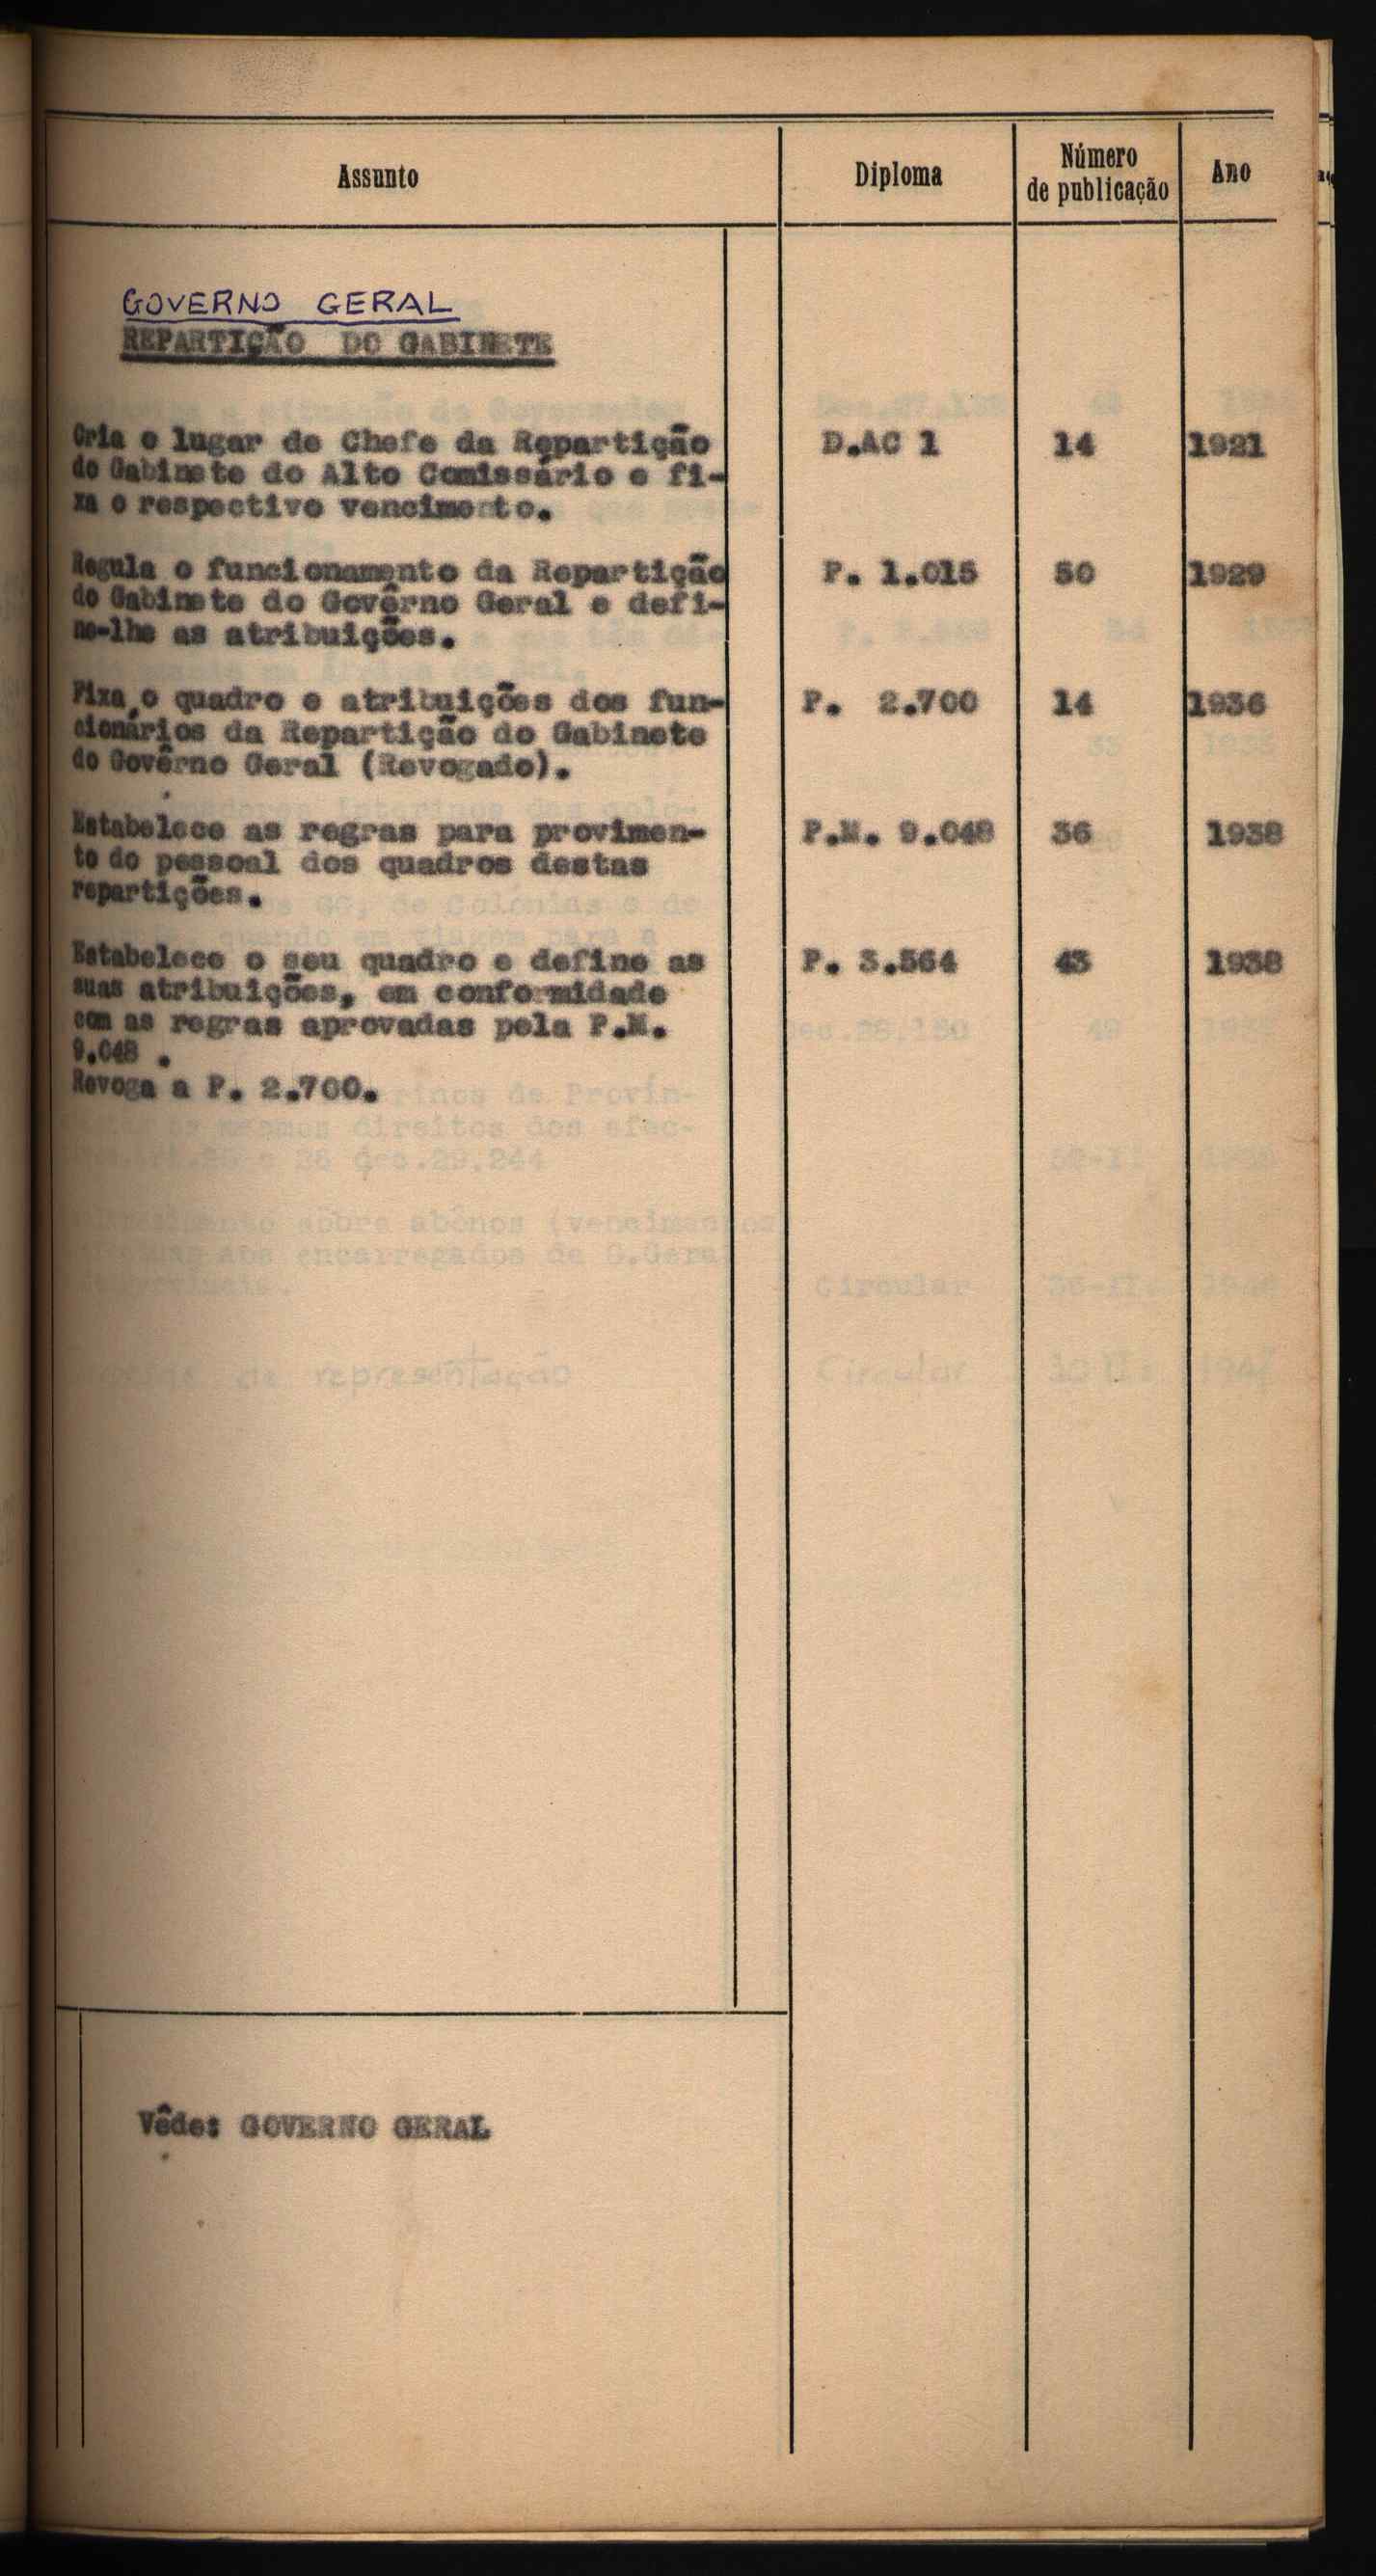 Assunto Diploma Número de publicação Ano
GOVERNO GERAL
REPARTIÇÃO DO GABINETE
Cria o lugar de Chefe da Repartição D.AC 1 14 1921
do Gabinete do Alto Comissário e fi-
xa o respectivo vencimento.
Regula o funcionamento da Repartição P. 1.015 50 1929
do Gabinete do Govêrno Geral e defi-
ne-lhe as atribuições.
Fixa o quadro e atribuições dos fun- P. 2.700 14 1936
cionários da Repartição do Gabinete
do Govêrno Geral (Revogado).
Estabelece as regras para provimen- P.M. 9.048 36 1938
to do pessoal dos quadros destas
repartições.
Estabelece o seu quadro e define as P. 3.564 43 1938
suas atribuições, em conformidade
com as regras aprovadas pela P.M.
9.048 .
Revoga a P. 2.700.
Vêde: GOVERNO GERAL